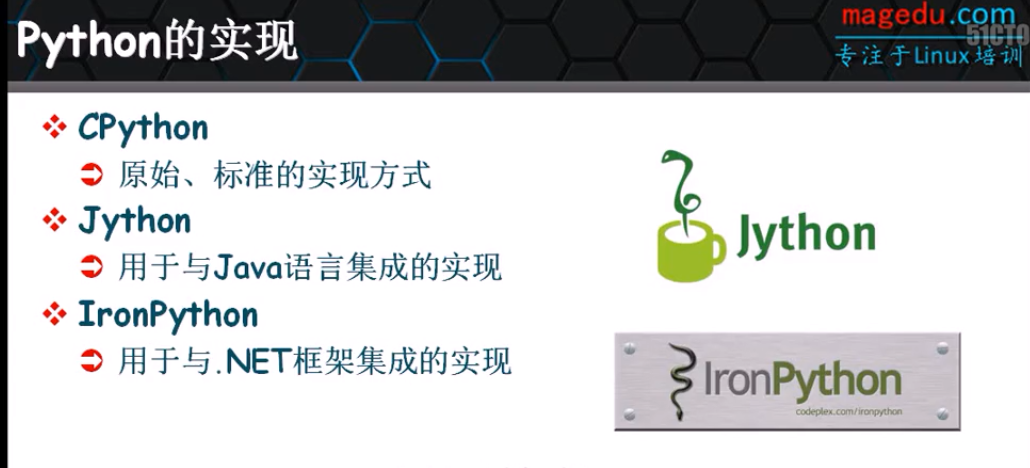 Python的实现
magedu.com
51CTO
专注于Linux培训
CPython
原始、标准的实现方式
Jython
用于与Java语言集成的实现
IronPython
用于与.NET框架集成的实现
Jython
IronPython
codeplex.com/ironpython